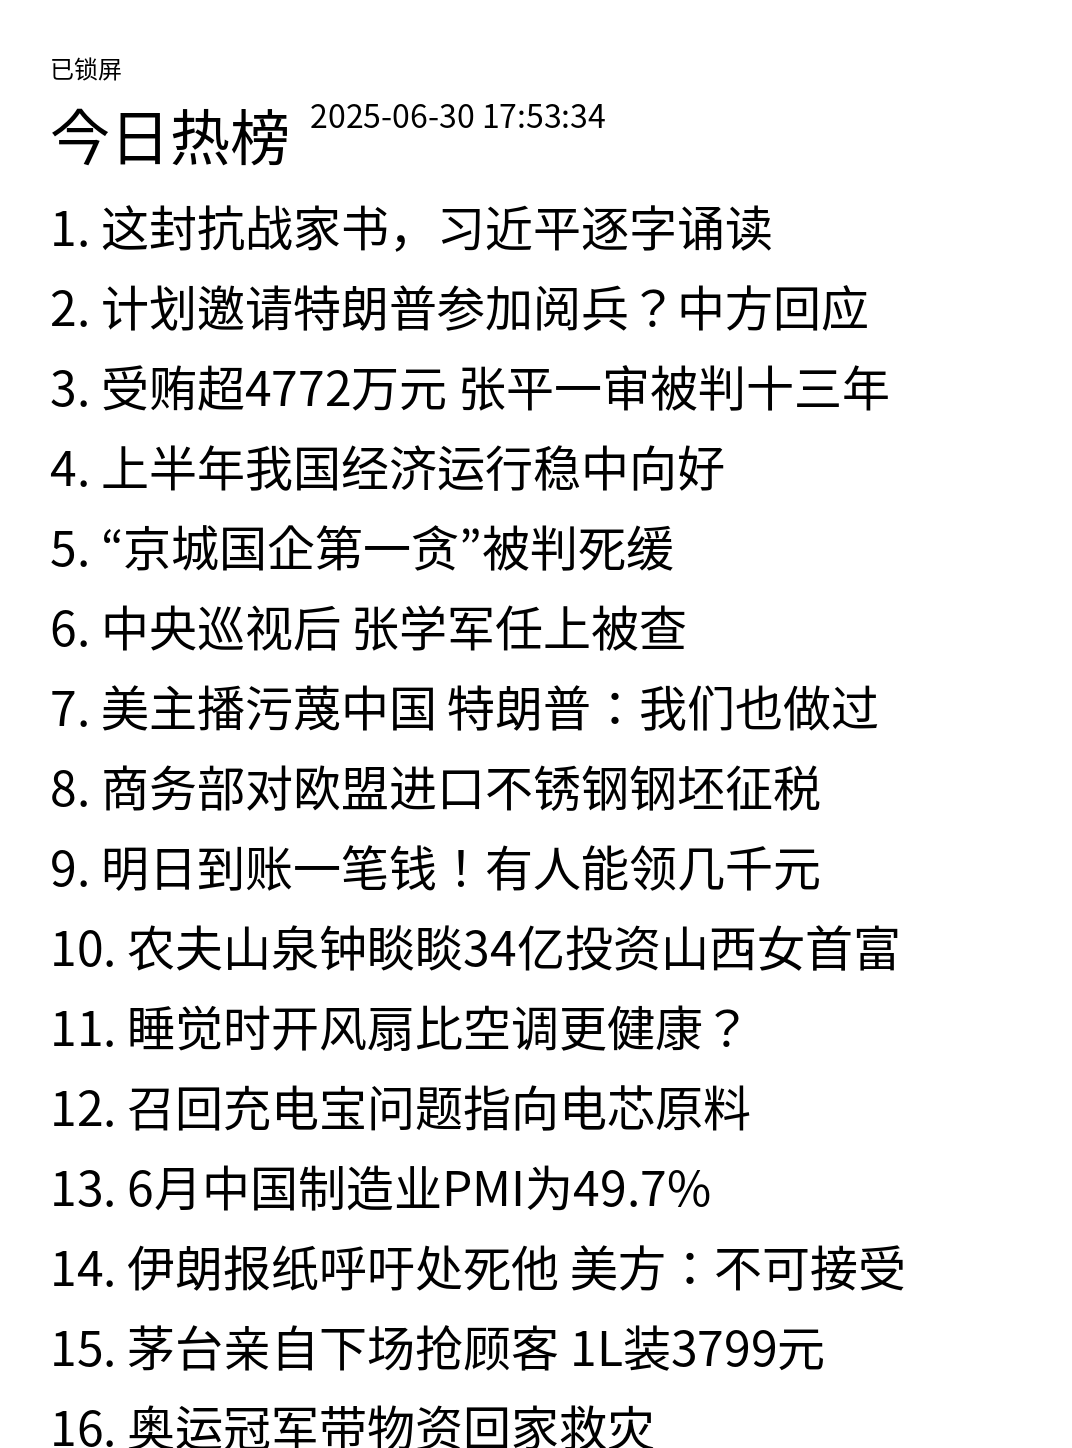 已锁屏
今日热榜 2025-06-30 17:53:34
1. 这封抗战家书，习近平逐字诵读
2. 计划邀请特朗普参加阅兵？中方回应
3. 受贿超4772万元 张平一审被判十三年
4. 上半年我国经济运行稳中向好
5. “京城国企第一贪”被判死缓
6. 中央巡视后 张学军任上被查
7. 美主播污蔑中国 特朗普：我们也做过
8. 商务部对欧盟进口不锈钢钢坯征税
9. 明日到账一笔钱！有人能领几千元
10. 农夫山泉钟睒睒34亿投资山西女首富
11. 睡觉时开风扇比空调更健康？
12. 召回充电宝问题指向电芯原料
13. 6月中国制造业PMI为49.7%
14. 伊朗报纸呼吁处死他 美方：不可接受
15. 茅台亲自下场抢顾客 1L装3799元
16. 奥运冠军带物资回家救灾